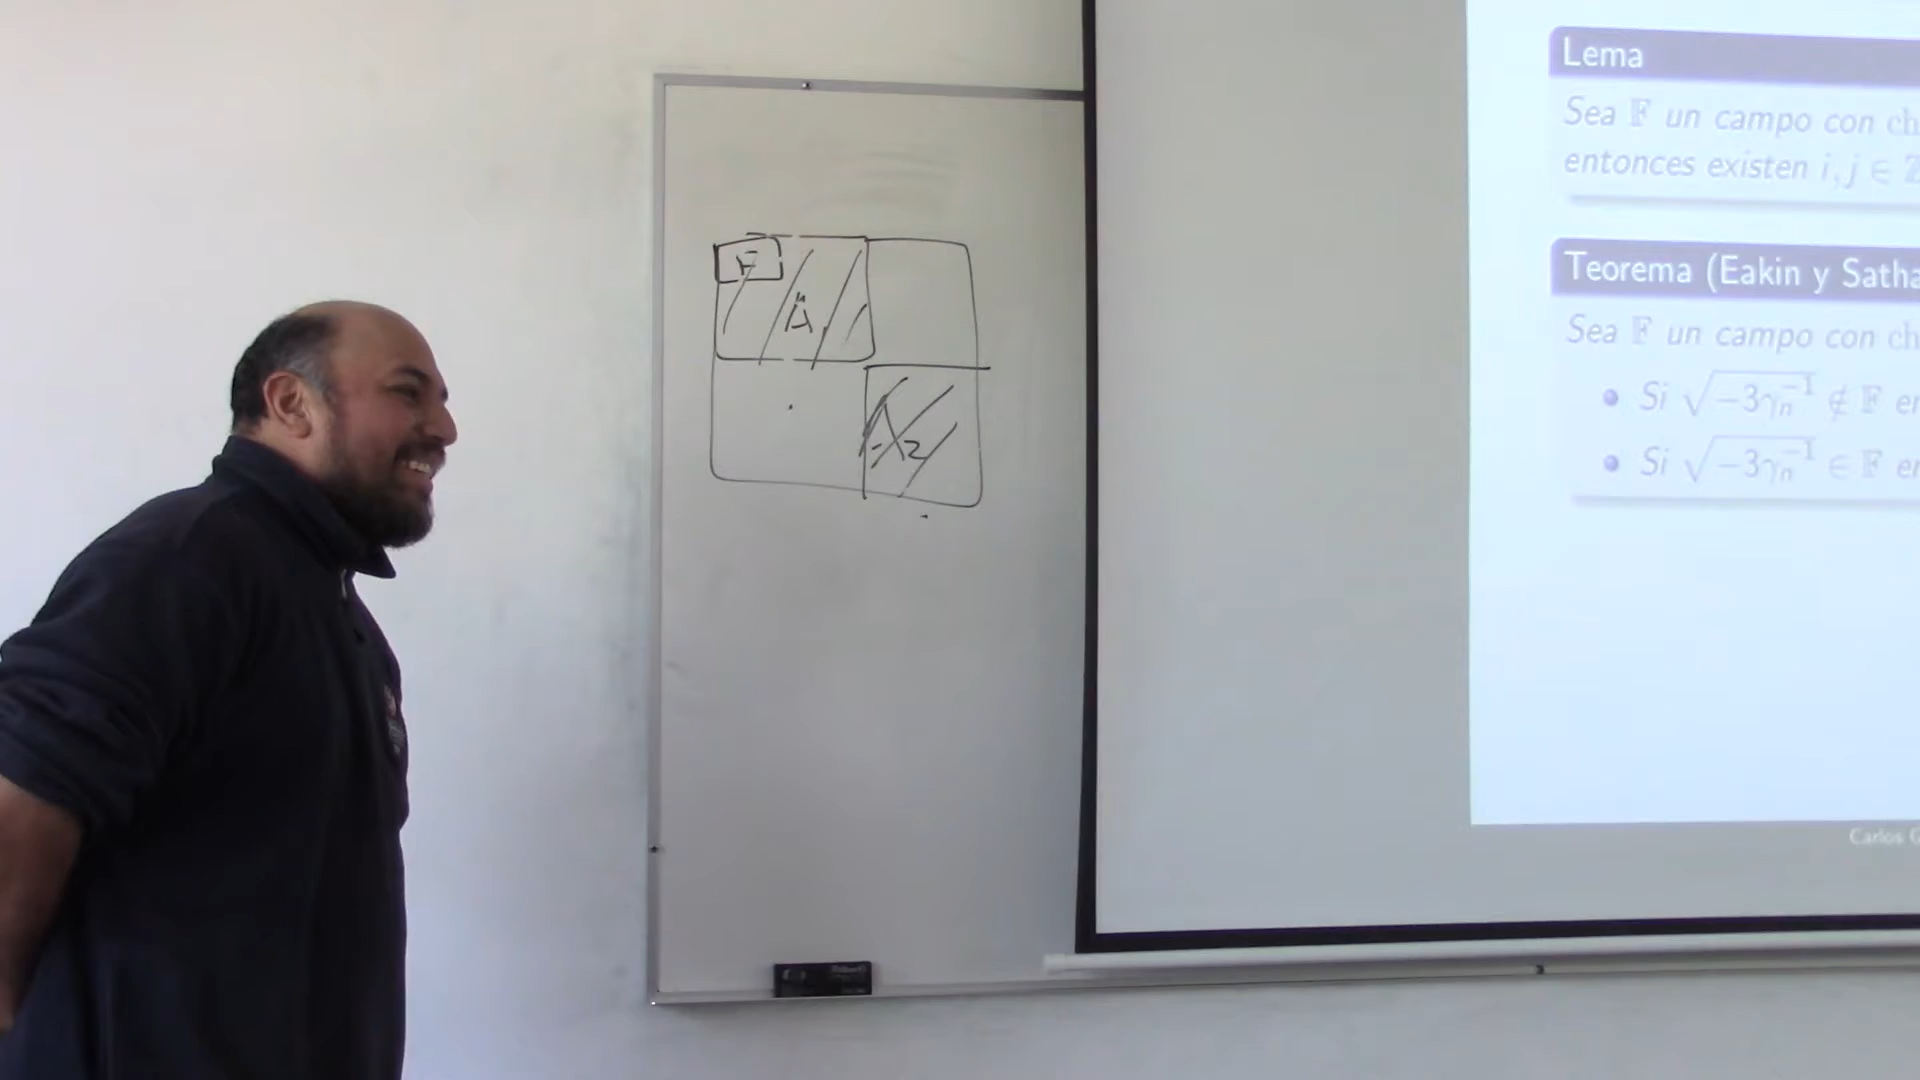 F
A
A2
Lema
Sea 𝔽 un campo con ch
entonces existen i, j ∈ ℤ
Teorema (Eakin y Satha
Sea 𝔽 un campo con ch
• Si √(−3γₙ⁻¹) ∉ 𝔽 en
• Si √(−3γₙ⁻¹) ∈ 𝔽 en
Carlos G